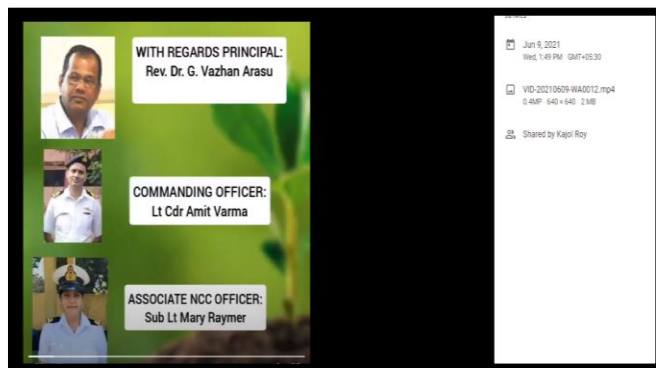 WITH REGARDS PRINCIPAL:
Rev. Dr. G. Vazhan Arasu
COMMANDING OFFICER:
Lt Cdr Amit Varma
ASSOCIATE NCC OFFICER:
Sub Lt Mary Raymer
Jun 9, 2021
Wed, 1:49 PM GMT+05:30
VID-20210609-WA0012.mp4
0.4MP 640 × 640 2 MB
Shared by Kajol Roy